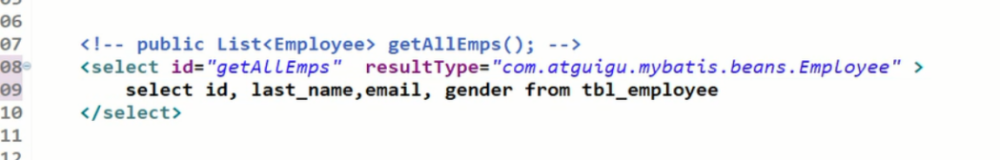 06
07 <!-- public List<Employee> getAllEmps(); -->
08 <select id="getAllEmps" resultType="com.atguigu.mybatis.beans.Employee" >
09 select id, last_name,email, gender from tbl_employee
10 </select>
11